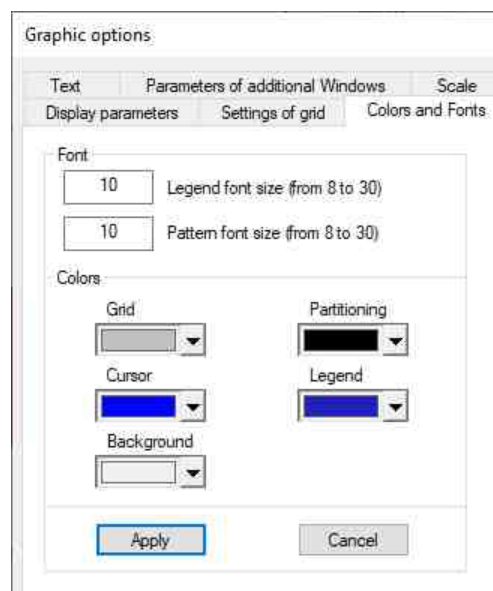 Graphic options
Text Parameters of additional Windows Scale
Display parameters Settings of grid Colors and Fonts
Font
10 Legend font size (from 8 to 30)
10 Pattern font size (from 8 to 30)
Colors
Grid Partitioning
Cursor Legend
Background
Apply Cancel